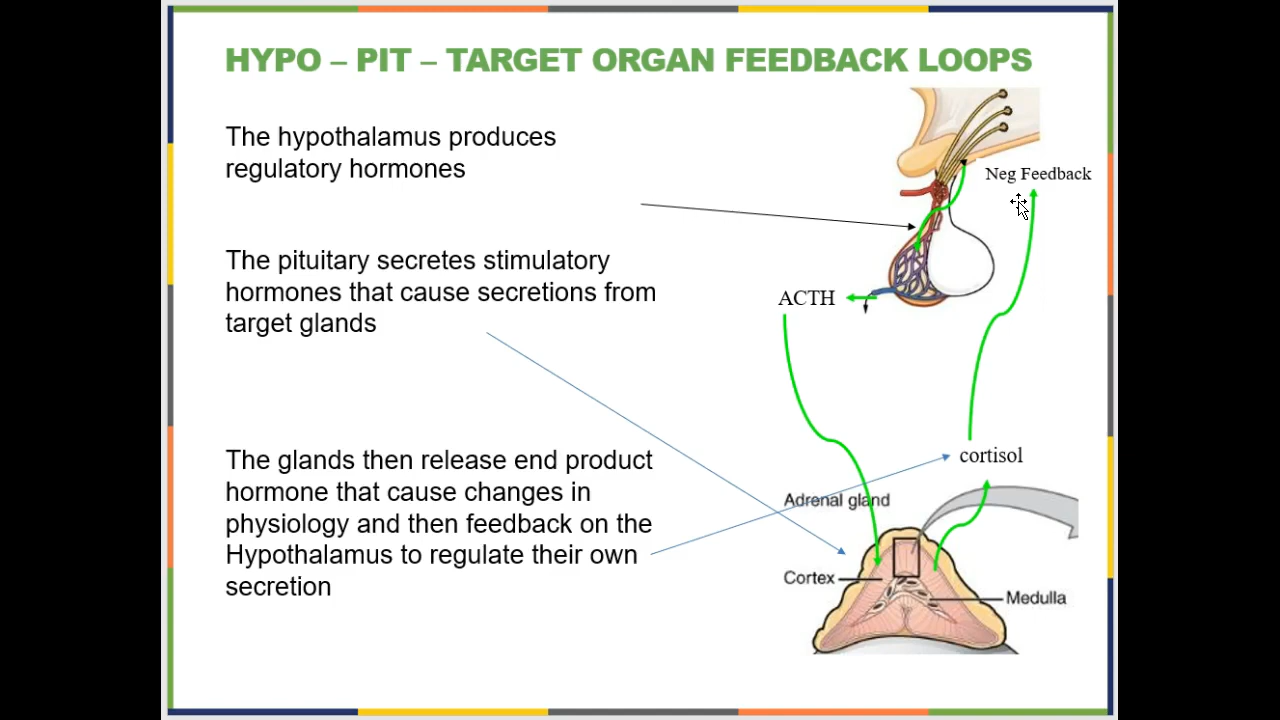 HYPO – PIT – TARGET ORGAN FEEDBACK LOOPS
The hypothalamus produces
regulatory hormones
The pituitary secretes stimulatory
hormones that cause secretions from
target glands
The glands then release end product
hormone that cause changes in
physiology and then feedback on the
Hypothalamus to regulate their own
secretion
Neg Feedback
ACTH
cortisol
Adrenal gland
Cortex
Medulla